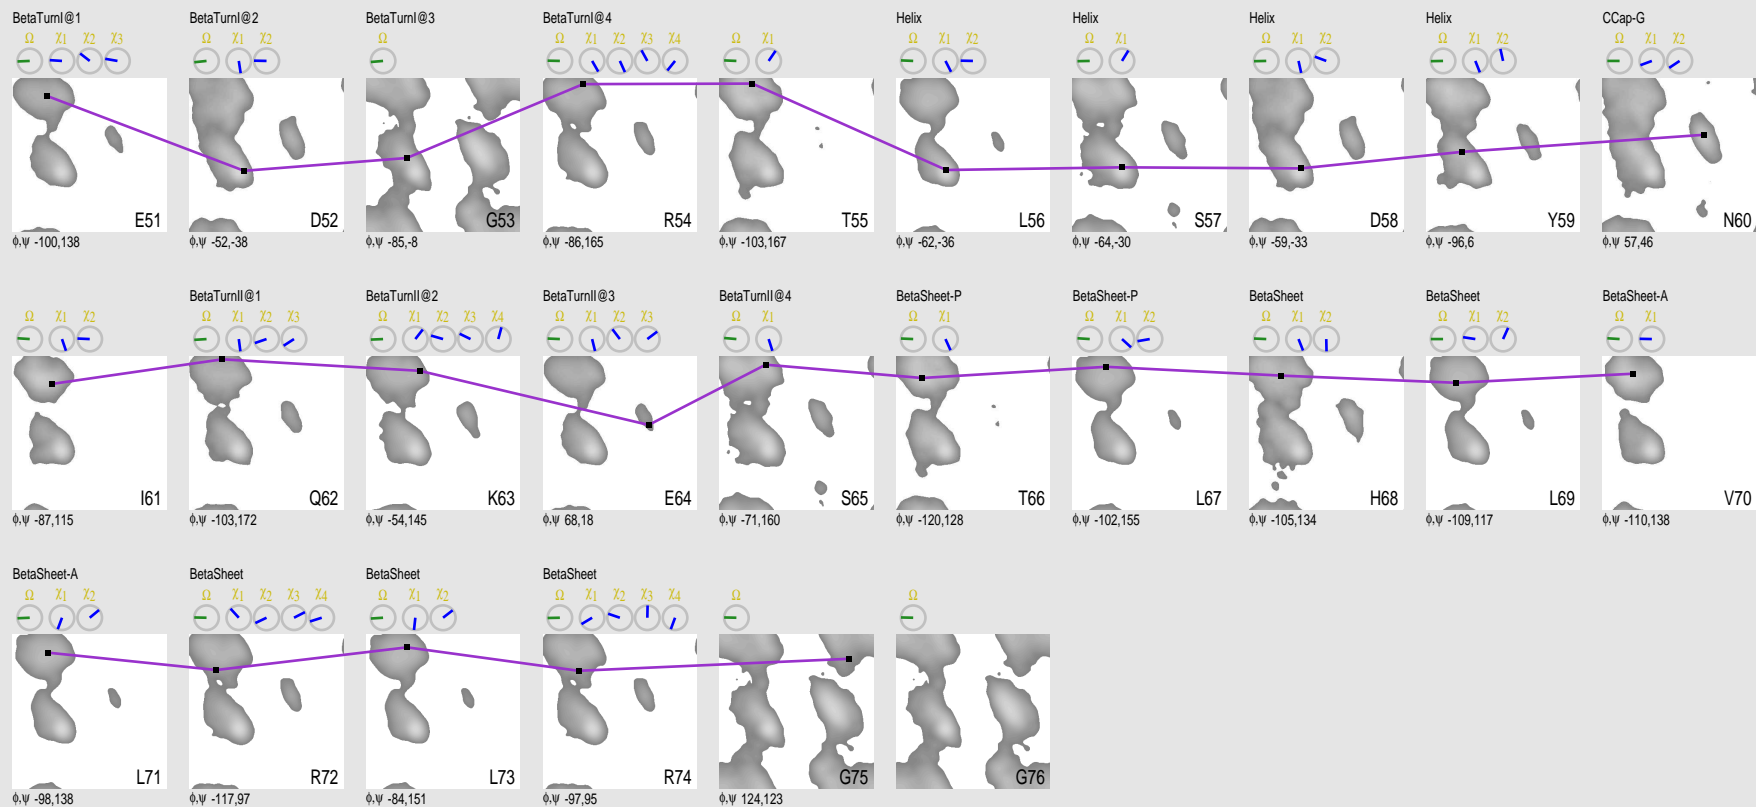 BetaTurnI@1 BetaTurnI@2 BetaTurnI@3 BetaTurnI@4 Helix Helix Helix Helix CCap-G
Ω χ1 χ2 χ3 Ω χ1 χ2 Ω Ω χ1 χ2 χ3 χ4 Ω χ1 Ω χ1 χ2 Ω χ1 Ω χ1 χ2 Ω χ1 χ2 Ω χ1 χ2
E51 D52 G53 R54 T55 L56 S57 D58 Y59 N60
ϕ,ψ -100,138 ϕ,ψ -52,-38 ϕ,ψ -85,-8 ϕ,ψ -86,165 ϕ,ψ -103,167 ϕ,ψ -62,-36 ϕ,ψ -64,-30 ϕ,ψ -59,-33 ϕ,ψ -96,6 ϕ,ψ 57,46
BetaTurnII@1 BetaTurnII@2 BetaTurnII@3 BetaTurnII@4 BetaSheet-P BetaSheet-P BetaSheet BetaSheet BetaSheet-A
Ω χ1 χ2 Ω χ1 χ2 χ3 Ω χ1 χ2 χ3 χ4 Ω χ1 χ2 χ3 Ω χ1 Ω χ1 Ω χ1 χ2 Ω χ1 χ2 Ω χ1 χ2 Ω χ1
I61 Q62 K63 E64 S65 T66 L67 H68 L69 V70
ϕ,ψ -87,115 ϕ,ψ -103,172 ϕ,ψ -54,145 ϕ,ψ 68,18 ϕ,ψ -71,160 ϕ,ψ -120,128 ϕ,ψ -102,155 ϕ,ψ -105,134 ϕ,ψ -109,117 ϕ,ψ -110,138
BetaSheet-A BetaSheet BetaSheet BetaSheet
Ω χ1 χ2 Ω χ1 χ2 χ3 χ4 Ω χ1 χ2 Ω χ1 χ2 χ3 χ4 Ω Ω
L71 R72 L73 R74 G75 G76
ϕ,ψ -98,138 ϕ,ψ -117,97 ϕ,ψ -84,151 ϕ,ψ -97,95 ϕ,ψ 124,123